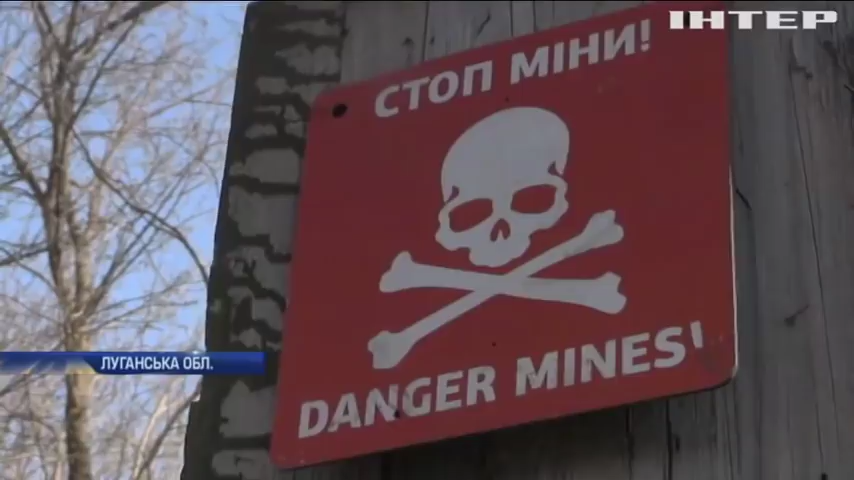 ІНТЕР
СТОП МІНИ!
ЛУГАНСЬКА ОБЛ.
DANGER MINES!